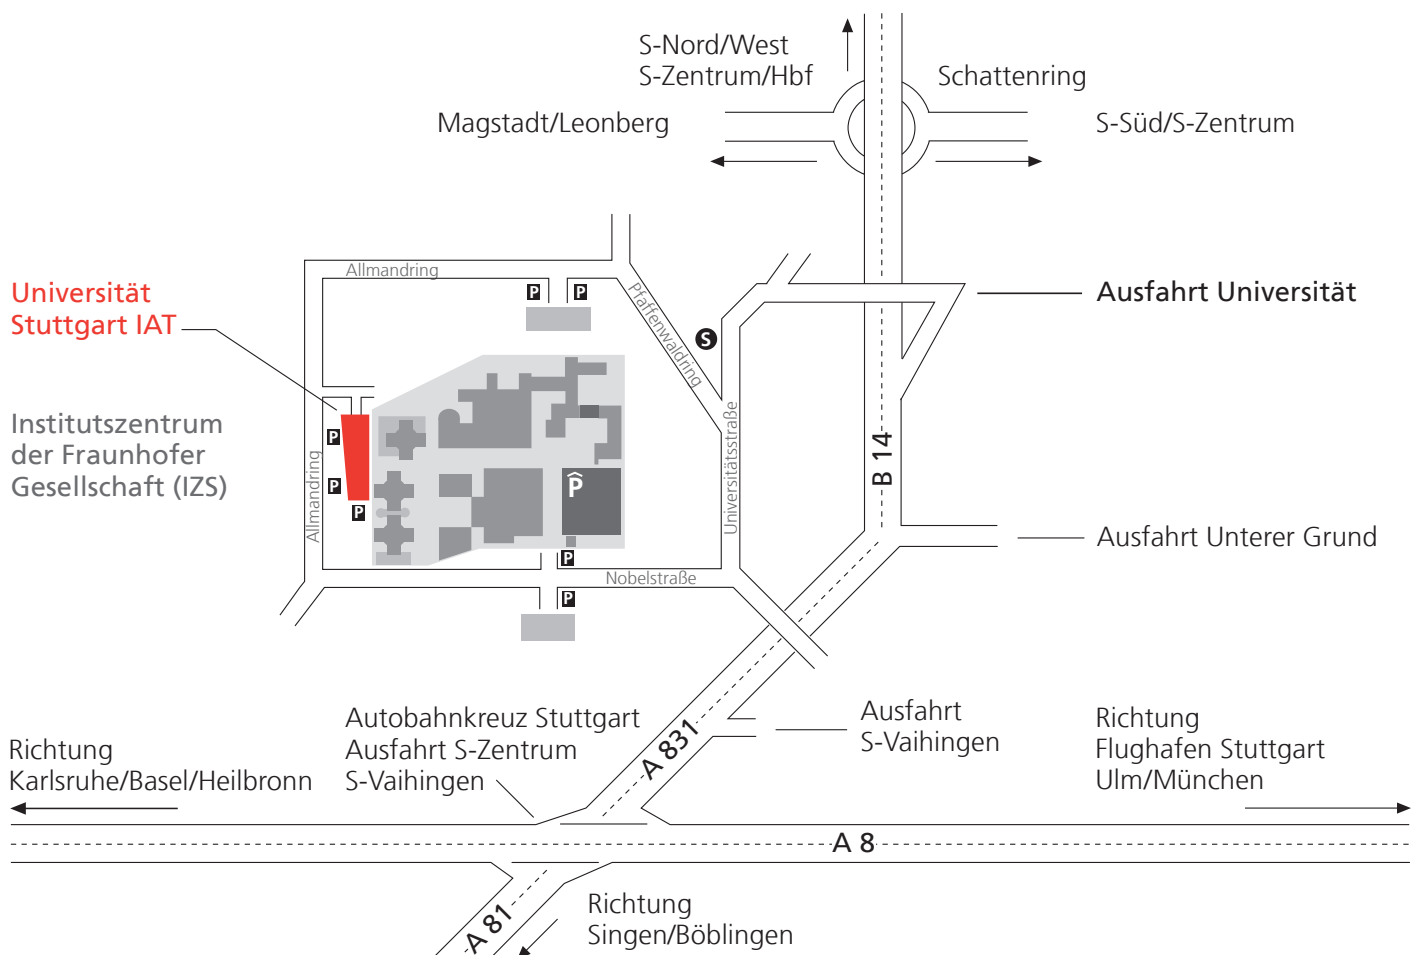 S-Nord/West
S-Zentrum/Hbf
Schattenring
Magstadt/Leonberg
S-Süd/S-Zentrum
Allmandring
Pfaffenwaldring
Universität
Stuttgart IAT
P
P
S
Ausfahrt Universität
Institutszentrum
der Fraunhofer
Gesellschaft (IZS)
P
P
P
Allmandring
P
Universitätsstraße
B 14
Ausfahrt Unterer Grund
P
Nobelstraße
P
Autobahnkreuz Stuttgart
Ausfahrt S-Zentrum
S-Vaihingen
A 831
Ausfahrt
S-Vaihingen
Richtung
Flughafen Stuttgart
Ulm/München
Richtung
Karlsruhe/Basel/Heilbronn
A 8
A 81
Richtung
Singen/Böblingen